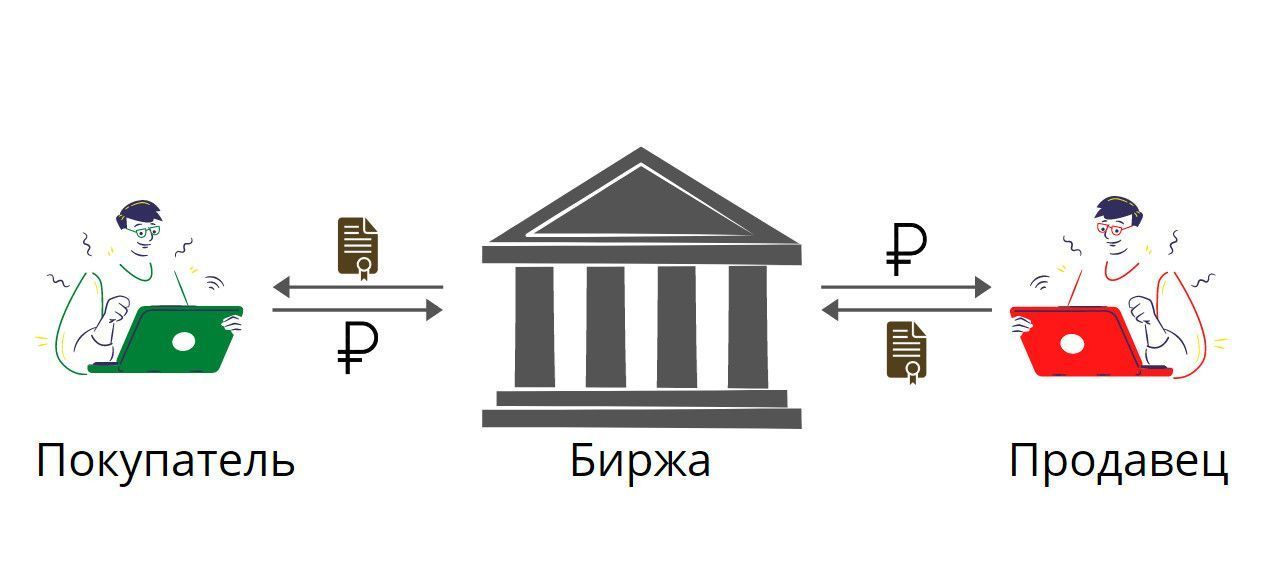 ₽
₽
Покупатель
Биржа
Продавец